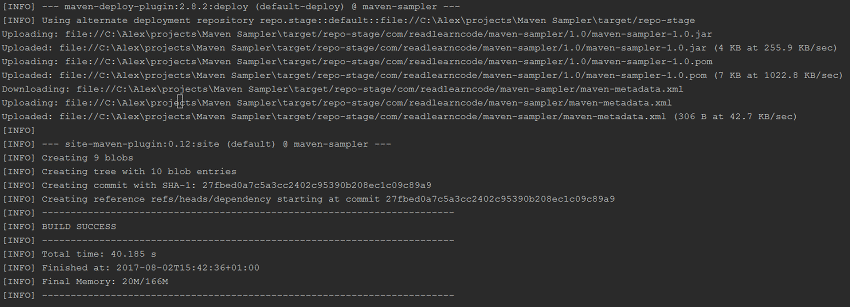 [INFO] --- maven-deploy-plugin:2.8.2:deploy (default-deploy) @ maven-sampler ---
[INFO] Using alternate deployment repository repo.stage::default::file://C:\Alex\projects\Maven Sampler\target/repo-stage
Uploading: file://C:\Alex\projects\Maven Sampler\target/repo-stage/com/readlearncode/maven-sampler/1.0/maven-sampler-1.0.jar
Uploaded: file://C:\Alex\projects\Maven Sampler\target/repo-stage/com/readlearncode/maven-sampler/1.0/maven-sampler-1.0.jar (4 KB at 255.9 KB/sec)
Uploading: file://C:\Alex\projects\Maven Sampler\target/repo-stage/com/readlearncode/maven-sampler/1.0/maven-sampler-1.0.pom
Uploaded: file://C:\Alex\projects\Maven Sampler\target/repo-stage/com/readlearncode/maven-sampler/1.0/maven-sampler-1.0.pom (7 KB at 1022.8 KB/sec)
Downloading: file://C:\Alex\projects\Maven Sampler\target/repo-stage/com/readlearncode/maven-sampler/maven-metadata.xml
Uploading: file://C:\Alex\projects\Maven Sampler\target/repo-stage/com/readlearncode/maven-sampler/maven-metadata.xml
Uploaded: file://C:\Alex\projects\Maven Sampler\target/repo-stage/com/readlearncode/maven-sampler/maven-metadata.xml (306 B at 42.7 KB/sec)
[INFO]
[INFO] --- site-maven-plugin:0.12:site (default) @ maven-sampler ---
[INFO] Creating 9 blobs
[INFO] Creating tree with 10 blob entries
[INFO] Creating commit with SHA-1: 27fbed0a7c5a3cc2402c95390b208ec1c09c89a9
[INFO] Creating reference refs/heads/dependency starting at commit 27fbed0a7c5a3cc2402c95390b208ec1c09c89a9
[INFO] ------------------------------------------------------------------------
[INFO] BUILD SUCCESS
[INFO] ------------------------------------------------------------------------
[INFO] Total time: 40.185 s
[INFO] Finished at: 2017-08-02T15:42:36+01:00
[INFO] Final Memory: 20M/166M
[INFO] ------------------------------------------------------------------------